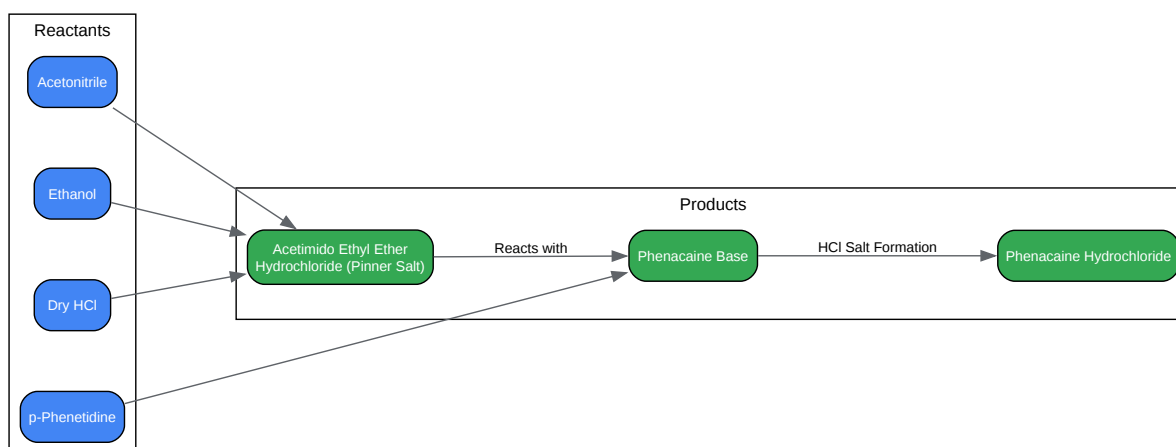 Reactants
Acetonitrile
Ethanol
Dry HCl
p-Phenetidine
Products
Acetimido Ethyl Ether
Hydrochloride (Pinner Salt)
Reacts with
Phenacaine Base
HCl Salt Formation
Phenacaine Hydrochloride